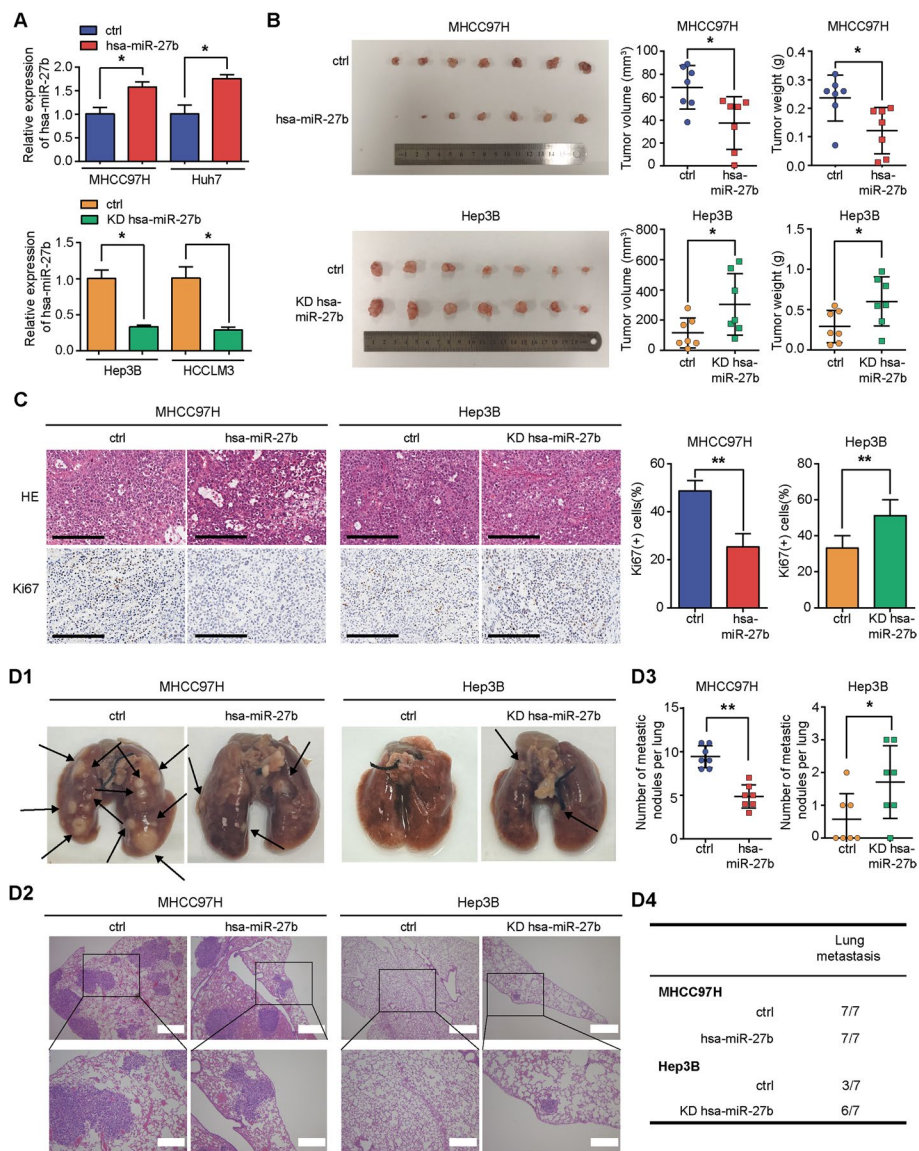 A
ctrl
hsa-miR-27b
Relative expression
of hsa-miR-27b
2.0
1.5
1.0
0.5
0.0
*
*
MHCC97H
Huh7
ctrl
KD hsa-miR-27b
Relative expression
of hsa-miR-27b
1.5
1.0
0.5
0.0
*
*
Hep3B
HCCLM3
B
MHCC97H
ctrl
hsa-miR-27b
MHCC97H
Tumor volume (mm³)
100
80
60
40
20
0
*
ctrl
hsa-
miR-27b
MHCC97H
Tumor weight (g)
0.4
0.3
0.2
0.1
0.0
*
ctrl
hsa-
miR-27b
Hep3B
ctrl
KD hsa-
miR-27b
Hep3B
Tumor volume (mm³)
800
600
400
200
0
*
ctrl
KD hsa-
miR-27b
Hep3B
Tumor weight (g)
1.5
1.0
0.5
0.0
*
ctrl
KD hsa-
miR-27b
C
MHCC97H
Hep3B
ctrl
hsa-miR-27b
ctrl
KD hsa-miR-27b
HE
Ki67
MHCC97H
Ki67(+) cells(%)
60
40
20
0
**
ctrl
hsa-
miR-27b
Hep3B
Ki67(+) cells(%)
80
60
40
20
0
**
ctrl
KD hsa-
miR-27b
D1
MHCC97H
Hep3B
ctrl
hsa-miR-27b
ctrl
KD hsa-miR-27b
D3
MHCC97H
Number of metastic
nodules per lung
15
10
5
0
**
ctrl
hsa-
miR-27b
Hep3B
Number of metastic
nodules per lung
4
3
2
1
0
*
ctrl
KD hsa-
miR-27b
D2
MHCC97H
Hep3B
ctrl
hsa-miR-27b
ctrl
KD hsa-miR-27b
D4
Lung
metastasis
MHCC97H
ctrl 7/7
hsa-miR-27b 7/7
Hep3B
ctrl 3/7
KD hsa-miR-27b 6/7